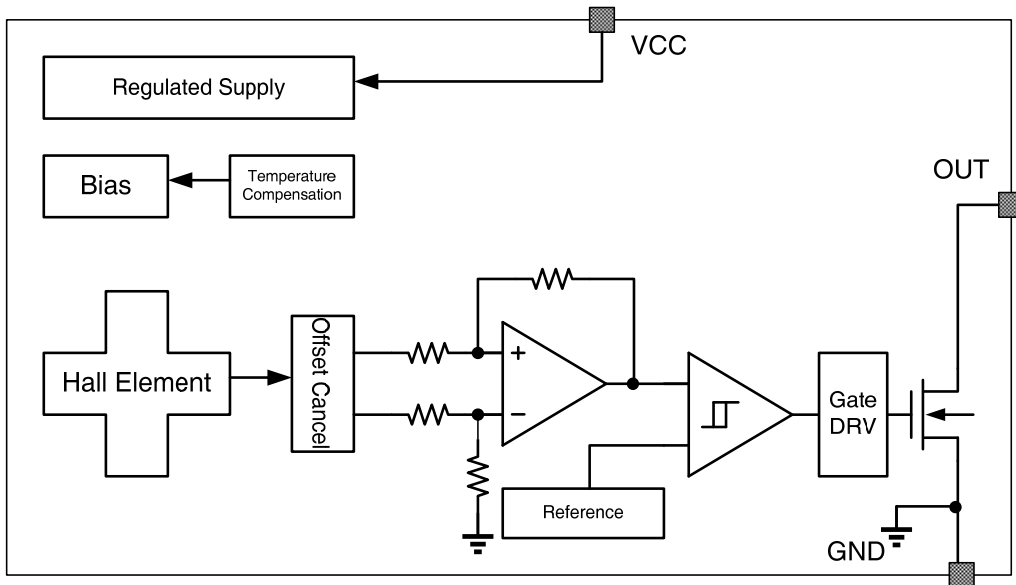 VCC
Regulated Supply
Bias
Temperature
Compensation
OUT
Hall Element
Offset Cancel
+
−
Gate
DRV
Reference
GND